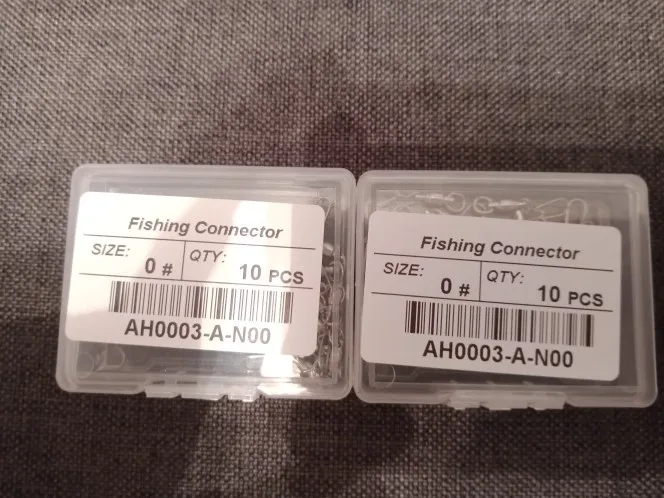 Fishing Connector
SIZE: 0 # QTY: 10 PCS
AH0003-A-N00
Fishing Connector
SIZE: 0 # QTY: 10 PCS
AH0003-A-N00